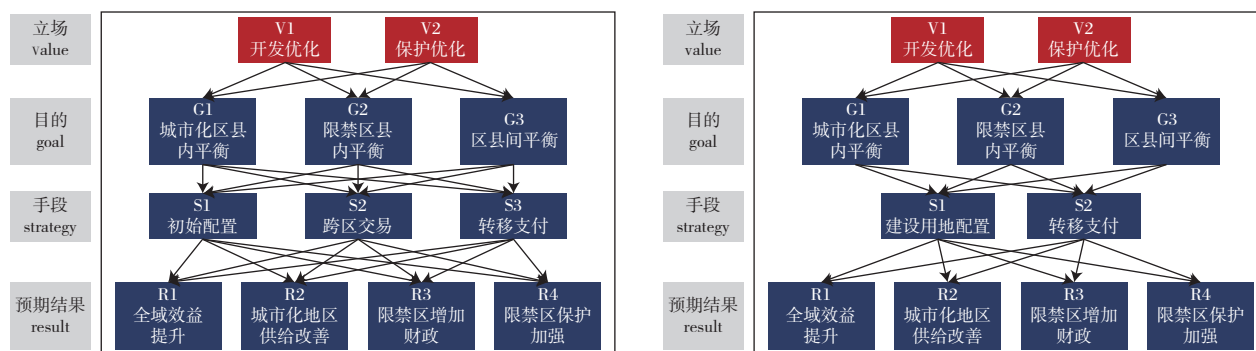 立场
value
V1
开发优化
V2
保护优化
目的
goal
G1
城市化区县
内平衡
G2
限禁区县
内平衡
G3
区县间平衡
手段
strategy
S1
初始配置
S2
跨区交易
S3
转移支付
预期结果
result
R1
全域效益
提升
R2
城市化地区
供给改善
R3
限禁区增加
财政
R4
限禁区保护
加强
立场
value
V1
开发优化
V2
保护优化
目的
goal
G1
城市化区县
内平衡
G2
限禁区县
内平衡
G3
区县间平衡
手段
strategy
S1
建设用地配置
S2
转移支付
预期结果
result
R1
全域效益
提升
R2
城市化地区
供给改善
R3
限禁区增加
财政
R4
限禁区保护
加强